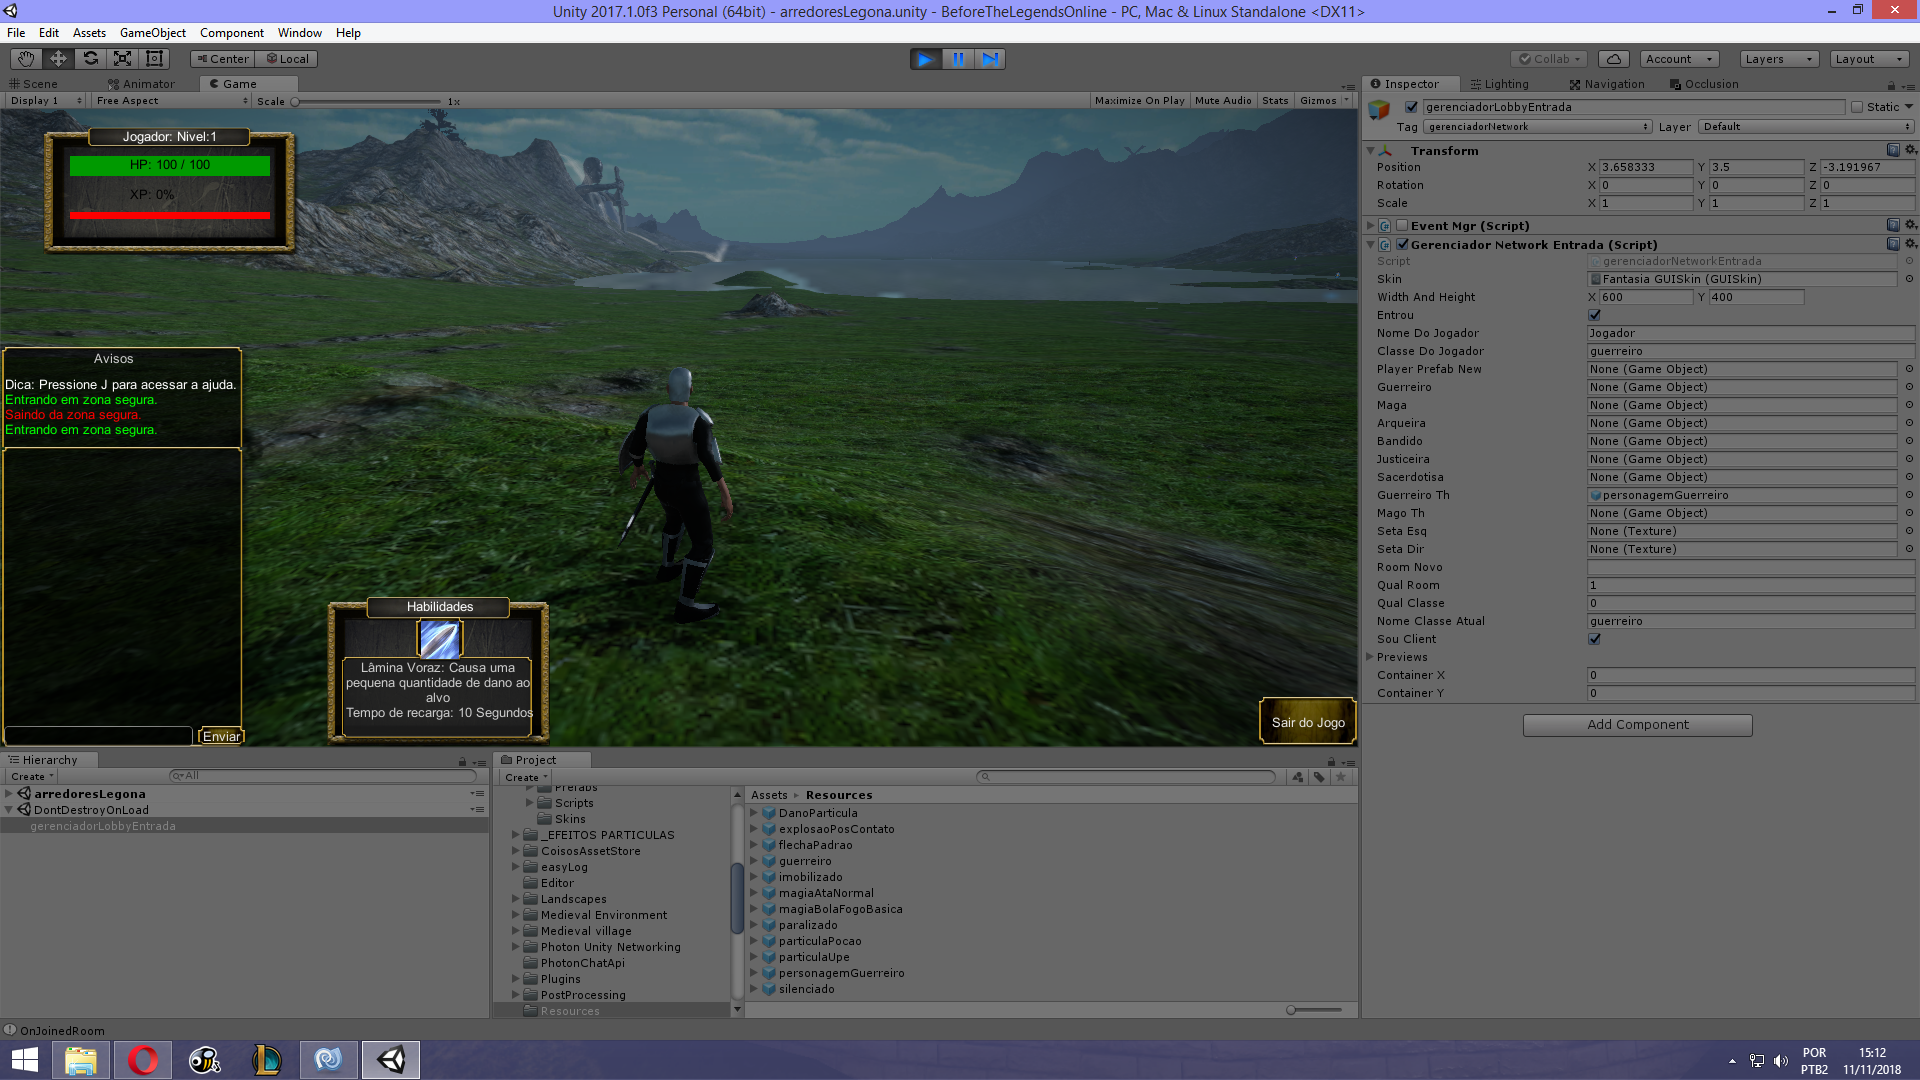 Unity 2017.1.0f3 Personal (64bit) - arredoresLegona.unity - BeforeTheLegendsOnline - PC, Mac & Linux Standalone <DX11>
File Edit Assets GameObject Component Window Help
Center Local Collab Account Layers Layout
Scene Animator Game
Display 1 Free Aspect Scale 1x Maximize On Play Mute Audio Stats Gizmos
Jogador: Nivel:1
HP: 100 / 100
XP: 0%
Avisos
Dica: Pressione J para acessar a ajuda.
Entrando em zona segura.
Saindo da zona segura.
Entrando em zona segura.
Enviar
Habilidades
Lâmina Voraz: Causa uma
pequena quantidade de dano ao
alvo
Tempo de recarga: 10 Segundos
Sair do Jogo
Inspector Lighting Navigation Occlusion
gerenciadorLobbyEntrada Static
Tag gerenciadorNetwork Layer Default
Transform
Position X 3.658333 Y 3.5 Z -3.191967
Rotation X 0 Y 0 Z 0
Scale X 1 Y 1 Z 1
Event Mgr (Script)
Gerenciador Network Entrada (Script)
Script gerenciadorNetworkEntrada
Skin Fantasia GUISkin (GUISkin)
Width And Height X 600 Y 400
Entrou
Nome Do Jogador Jogador
Classe Do Jogador guerreiro
Player Prefab New None (Game Object)
Guerreiro None (Game Object)
Maga None (Game Object)
Arqueira None (Game Object)
Bandido None (Game Object)
Justiceira None (Game Object)
Sacerdotisa None (Game Object)
Guerreiro Th personagemGuerreiro
Mago Th None (Game Object)
Seta Esq None (Texture)
Seta Dir None (Texture)
Room Novo
Qual Room 1
Qual Classe 0
Nome Classe Atual guerreiro
Sou Client
Previews
Container X 0
Container Y 0
Add Component
Hierarchy
Create All
arredoresLegona
DontDestroyOnLoad
gerenciadorLobbyEntrada
Project
Create
Prefabs
Scripts
Skins
_EFEITOS PARTICULAS
CoisosAssetStore
easyLog
Editor
Landscapes
Medieval Environment
Medieval village
Photon Unity Networking
PhotonChatApi
Plugins
PostProcessing
Resources
Assets Resources
DanoParticula
explosaoPosContato
flechaPadrao
guerreiro
imobilizado
magiaAtaNormal
magiaBolaFogoBasica
paralizado
particulaPocao
particulaUpe
personagemGuerreiro
silenciado
OnJoinedRoom
POR 15:12
PTB2 11/11/2018